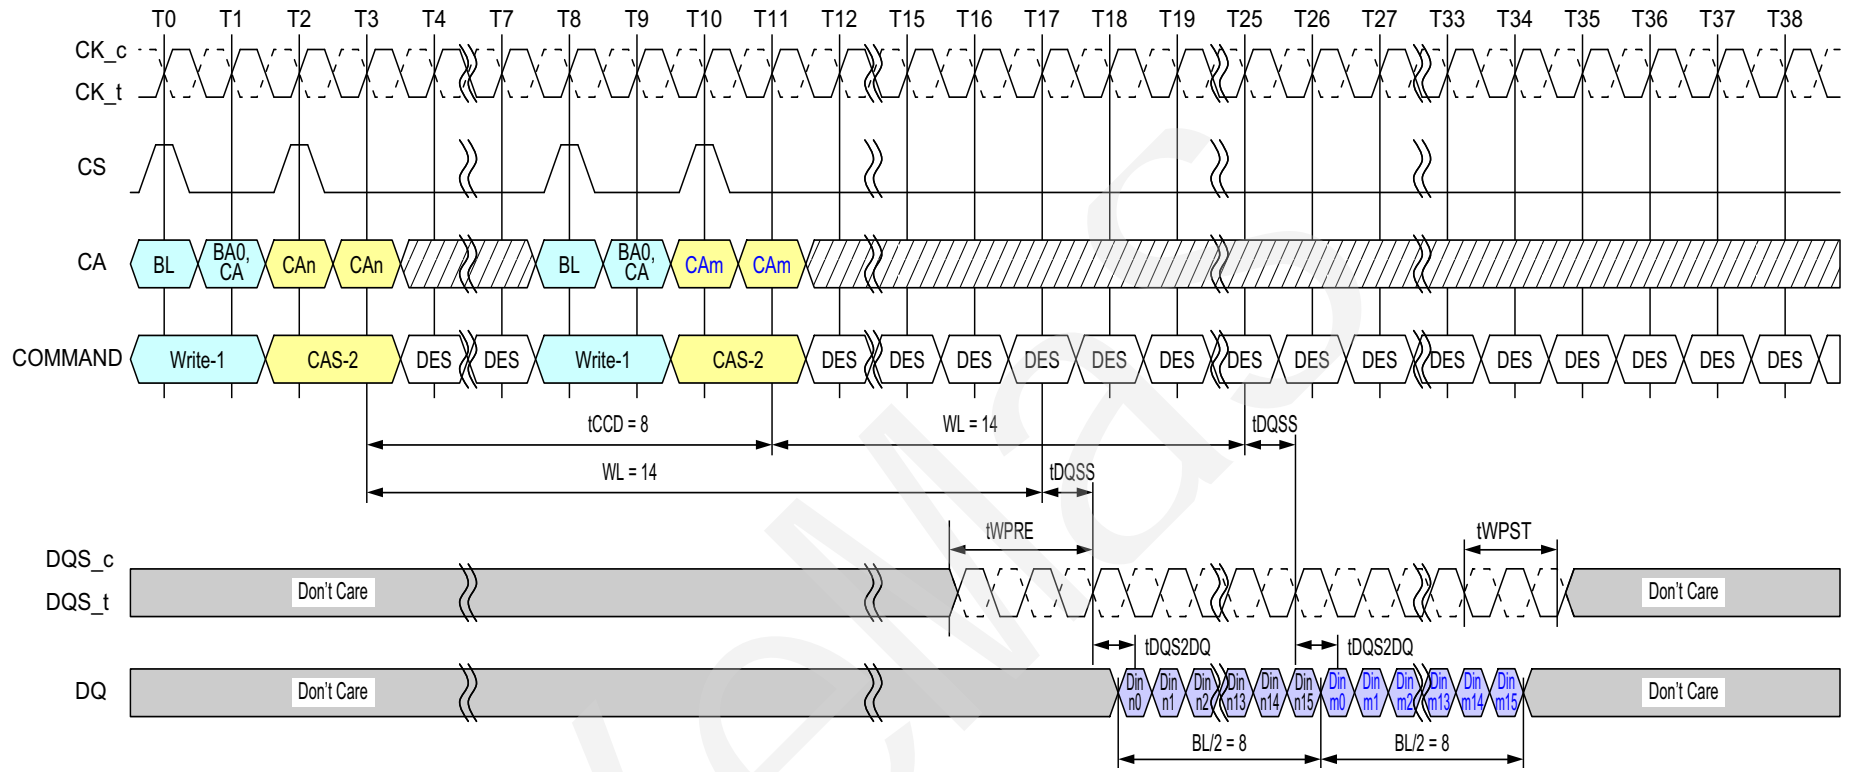 T0 T1 T2 T3 T4 T7 T8 T9 T10 T11 T12 T15 T16 T17 T18 T19 T25 T26 T27 T33 T34 T35 T36 T37 T38
CK_c
CK_t
CS
CA BL BA0, CA CAn CAn BL BA0, CA CAm CAm
COMMAND Write-1 CAS-2 DES DES Write-1 CAS-2 DES DES DES DES DES DES DES DES DES DES DES DES DES DES DES
tCCD = 8 WL = 14 tDQSS
WL = 14 tDQSS
tWPRE tWPST
DQS_c
Don't Care Don't Care
DQS_t
tDQS2DQ tDQS2DQ
DQ Don't Care Din n0 Din n1 Din n2 Din n13 Din n14 Din n15 Din m0 Din m1 Din m2 Din m13 Din m14 Din m15 Don't Care
BL/2 = 8 BL/2 = 8